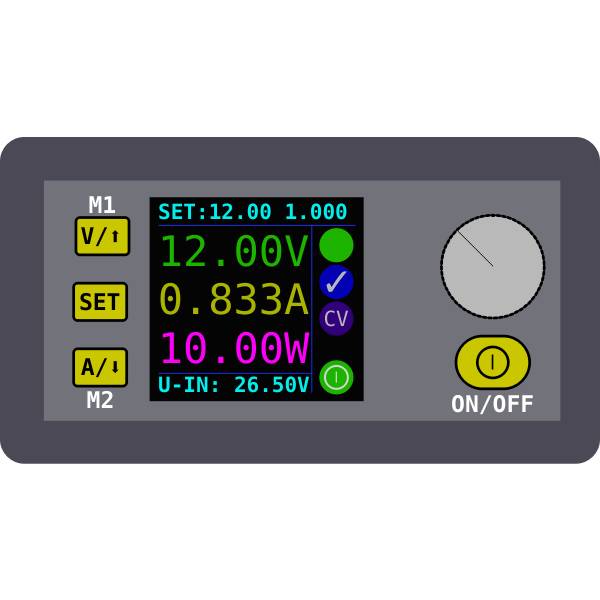 M1
V/⬆
SET
A/⬇
M2
SET:12.00 1.000
12.00V
0.833A
10.00W
U-IN: 26.50V
✓
CV
ON/OFF